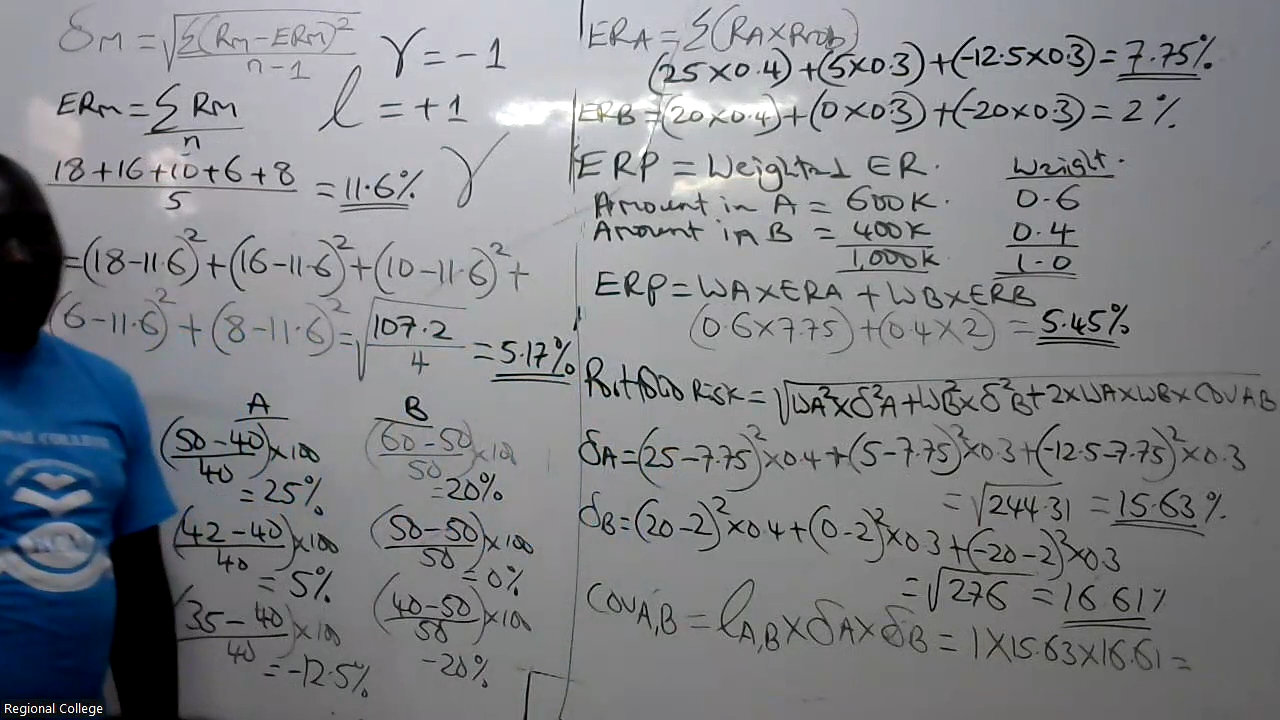 δM = √Σ(RM-ERM)²/n-1 γ = -1
ERM = ΣRM/n l = +1
18+16+10+6+8/5 = 11.6% γ
=(18-11.6)²+(16-11.6)²+(10-11.6)²+
(6-11.6)²+(8-11.6)²=√107.2/4 = 5.17%
A B
(50-40/40)×100 (60-50/50)×100
=25% =20%
(42-40/40)×100 (50-50/50)×100
=5% =0%
(35-40/40)×100 (40-50/50)×100
=-12.5% -20%
ERA = Σ(RA×Prob)
(25×0.4)+(5×0.3)+(-12.5×0.3)=7.75%
ERB=(20×0.4)+(0×0.3)+(-20×0.3)=2%
ERP = Weighted ER. Weight.
Amount in A = 600K. 0.6
Amount in B = 400K 0.4
1,000K 1.0
ERP=WA×ERA + WB×ERB
(0.6×7.75)+(0.4×2) = 5.45%
Portfolio Risk = √WA²×δ²A+WB²×δ²B+2×WA×WB×COVAB
δA=(25-7.75)²×0.4+(5-7.75)²×0.3+(-12.5-7.75)²×0.3
=√244.31 = 15.63%
δB=(20-2)²×0.4+(0-2)²×0.3+(-20-2)²×0.3
=√276 = 16.61%
COVA,B = lA,B×δA×δB = 1×15.63×16.61=
Regional College